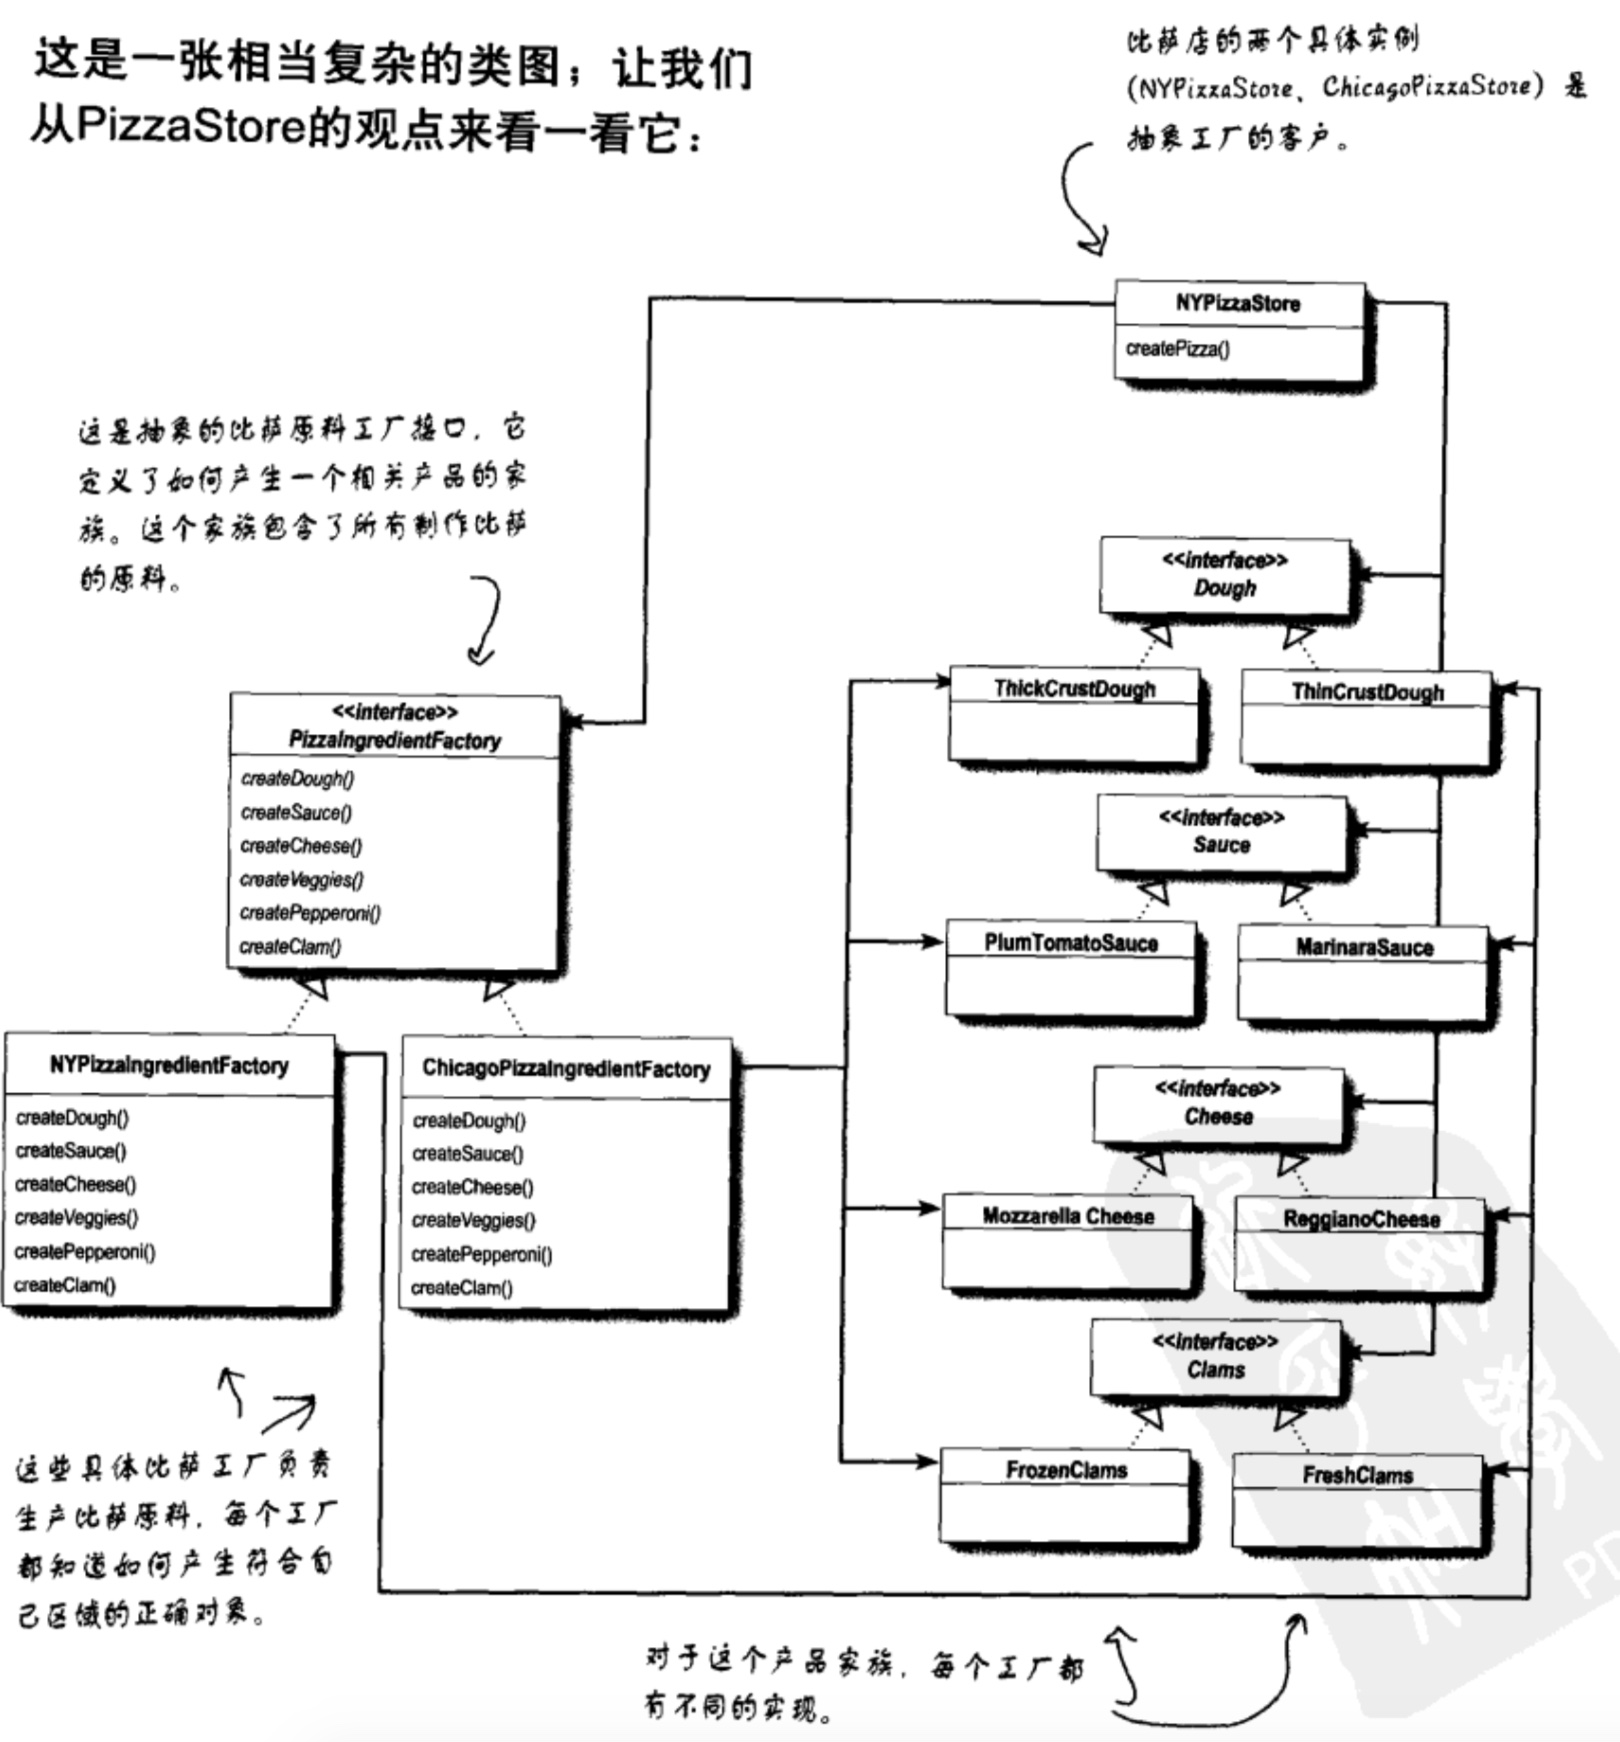 这是一张相当复杂的类图；让我们
从PizzaStore的观点来看一看它：
比萨店的两个具体实例
(NYPizzaStore、ChicagoPizzaStore) 是
抽象工厂的客户。
NYPizzaStore
createPizza()
这是抽象的比萨原料工厂接口，它
定义了如何产生一个相关产品的家
族。这个家族包含了所有制作比萨
的原料。
<<interface>>
PizzaIngredientFactory
createDough()
createSauce()
createCheese()
createVeggies()
createPepperoni()
createClam()
NYPizzaIngredientFactory
createDough()
createSauce()
createCheese()
createVeggies()
createPepperoni()
createClam()
ChicagoPizzaIngredientFactory
createDough()
createSauce()
createCheese()
createVeggies()
createPepperoni()
createClam()
<<interface>>
Dough
ThickCrustDough
ThinCrustDough
<<interface>>
Sauce
PlumTomatoSauce
MarinaraSauce
<<interface>>
Cheese
Mozzarella Cheese
ReggianoCheese
<<interface>>
Clams
FrozenClams
FreshClams
这些具体比萨工厂负责
生产比萨原料，每个工厂
都知道如何产生符合自
己区域的正确对象。
对于这个产品家族，每个工厂都
有不同的实现。
PD